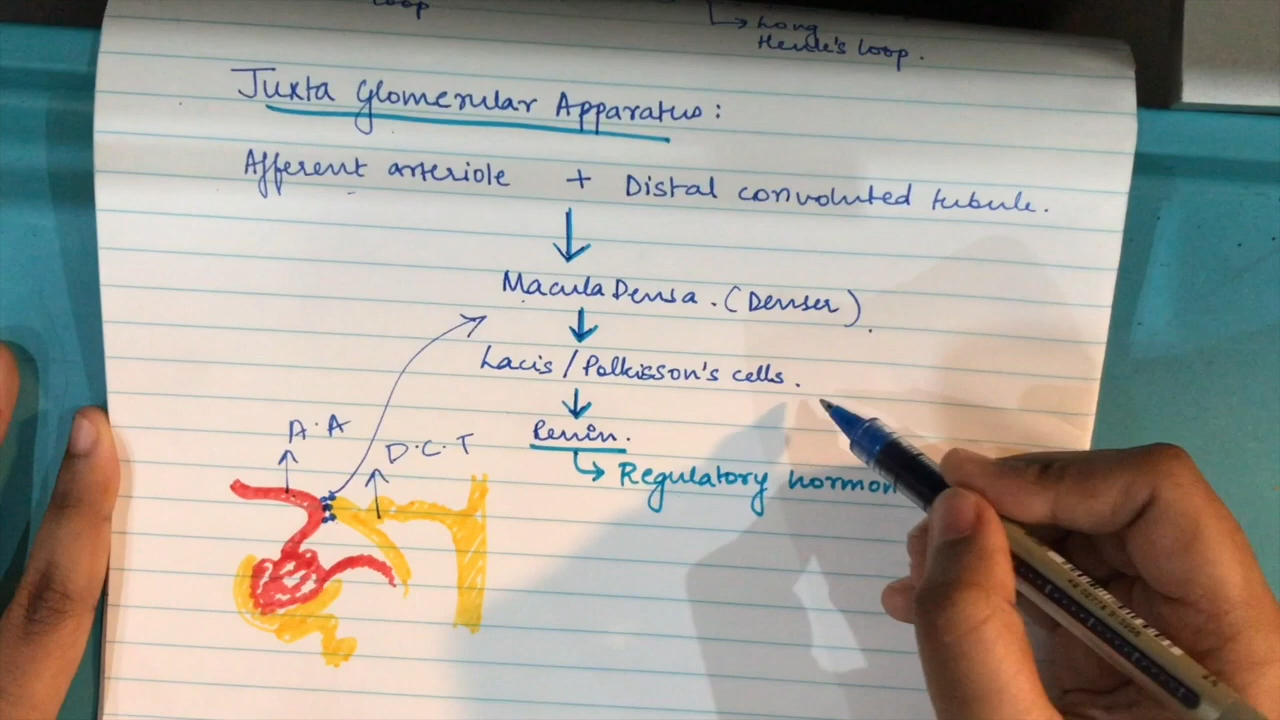 loop
→ Long
Henle's loop.
Juxta Glomerular Apparatus:
Afferent arteriole + Distal convoluted tubule.
Macula Densa. (Denser).
Lacis / Polkisson's cells.
Renin.
Regulatory hormon
A.A
D.C.T